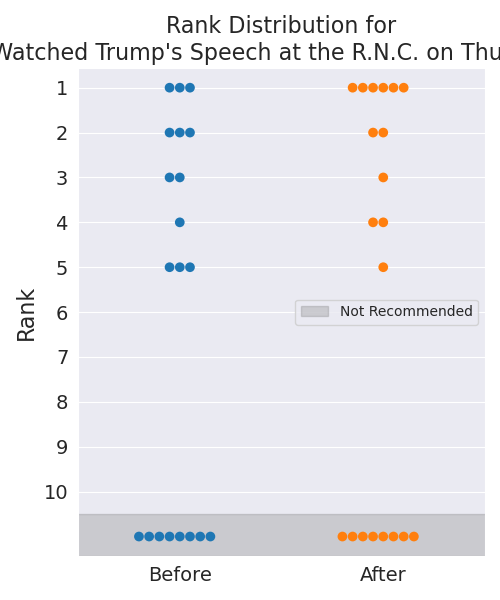 Rank Distribution for
Watched Trump's Speech at the R.N.C. on Thu
1
2
3
4
5
6
7
8
9
10
Rank
Not Recommended
Before
After